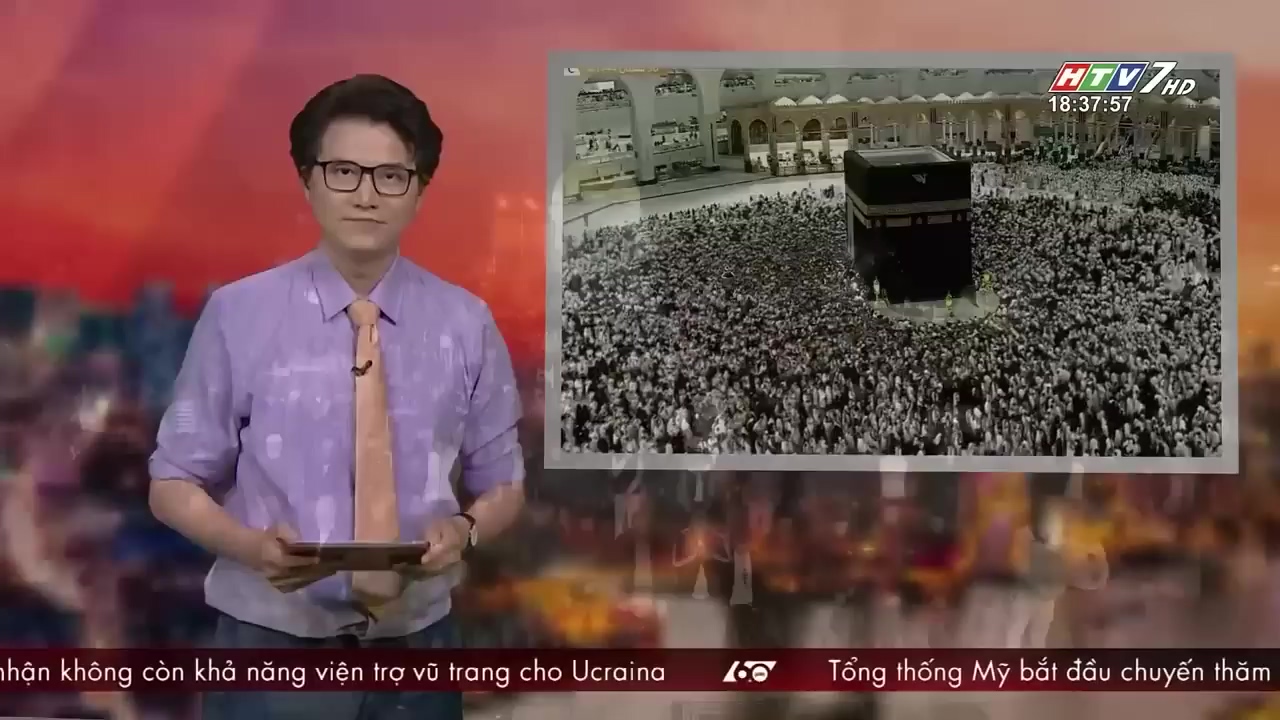 HTV7 HD
18:37:57
nhận không còn khả năng viện trợ vũ trang cho Ucraina
60
Tổng thống Mỹ bắt đầu chuyến thăm